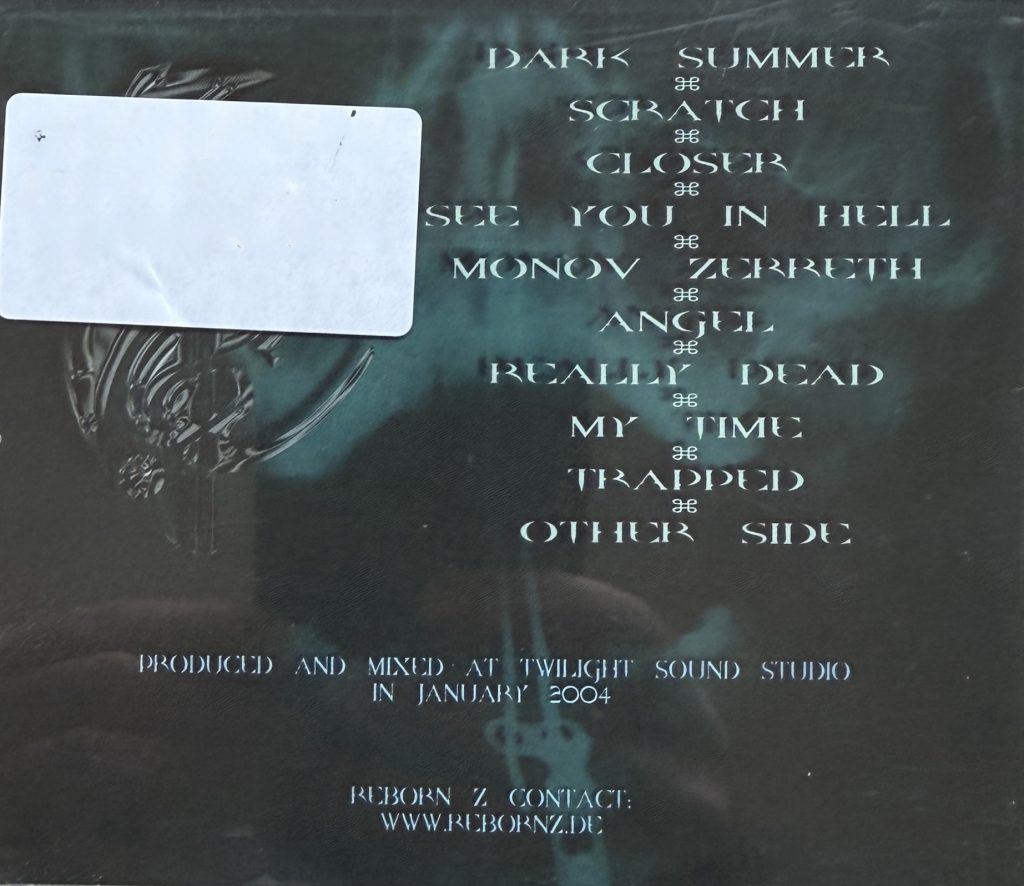 DARK SUMMER
⌘
SCRATCH
⌘
CLOSER
⌘
SEE YOU IN HELL
⌘
MONOV ZERRETH
⌘
ANGEL
⌘
REALLY DEAD
⌘
MY TIME
⌘
TRAPPED
⌘
OTHER SIDE
PRODUCED AND MIXED AT TWILIGHT SOUND STUDIO
IN JANUARY 2004
REBORN Z CONTACT:
WWW.REBORNZ.DE